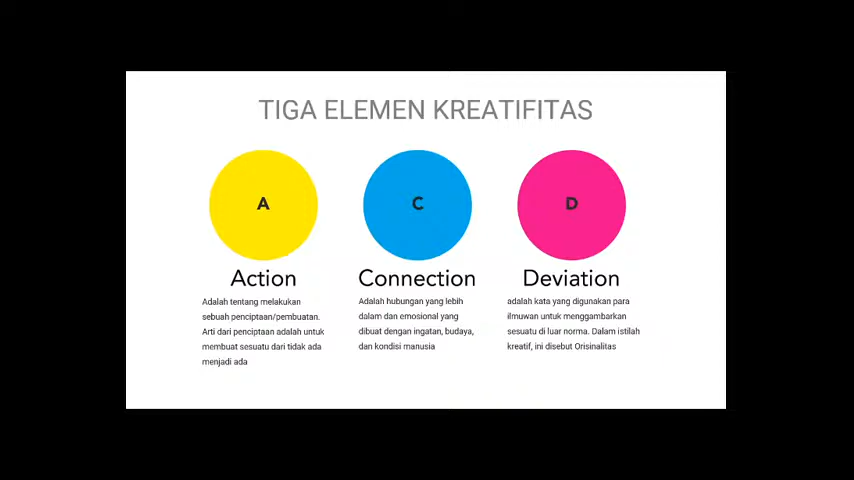 TIGA ELEMEN KREATIFITAS
A
C
D
Action
Adalah tentang melakukan
sebuah penciptaan/pembuatan.
Arti dari penciptaan adalah untuk
membuat sesuatu dari tidak ada
menjadi ada
Connection
Adalah hubungan yang lebih
dalam dan emosional yang
dibuat dengan ingatan, budaya,
dan kondisi manusia
Deviation
adalah kata yang digunakan para
ilmuwan untuk menggambarkan
sesuatu di luar norma. Dalam istilah
kreatif, ini disebut Orisinalitas